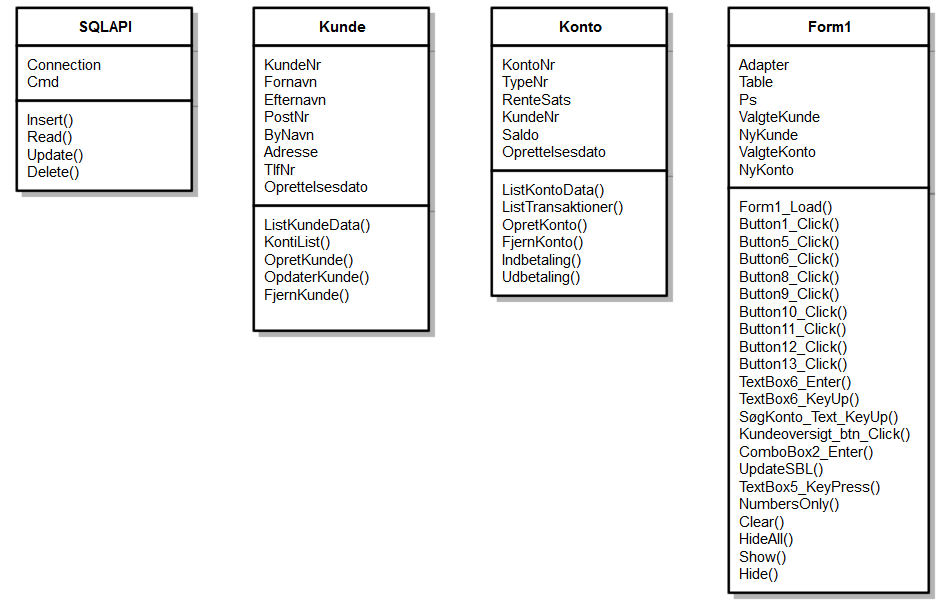 SQLAPI
Connection
Cmd
Insert()
Read()
Update()
Delete()
Kunde
KundeNr
Fornavn
Efternavn
PostNr
ByNavn
Adresse
TlfNr
Oprettelsesdato
ListKundeData()
KontiList()
OpretKunde()
OpdaterKunde()
FjernKunde()
Konto
KontoNr
TypeNr
RenteSats
KundeNr
Saldo
Oprettelsesdato
ListKontoData()
ListTransaktioner()
OpretKonto()
FjernKonto()
Indbetaling()
Udbetaling()
Form1
Adapter
Table
Ps
ValgteKunde
NyKunde
ValgteKonto
NyKonto
Form1_Load()
Button1_Click()
Button5_Click()
Button6_Click()
Button8_Click()
Button9_Click()
Button10_Click()
Button11_Click()
Button12_Click()
Button13_Click()
TextBox6_Enter()
TextBox6_KeyUp()
SøgKonto_Text_KeyUp()
Kundeoversigt_btn_Click()
ComboBox2_Enter()
UpdateSBL()
TextBox5_KeyPress()
NumbersOnly()
Clear()
HideAll()
Show()
Hide()